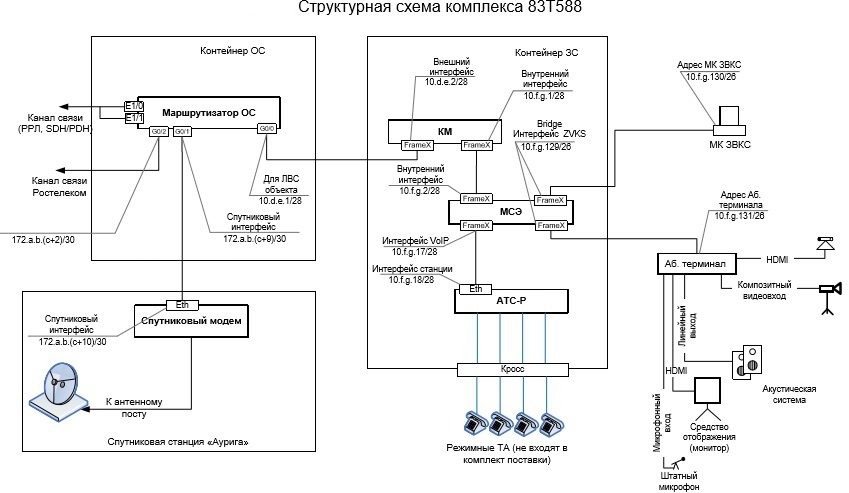 Структурная схема комплекса 83Т588
Контейнер ОС
Маршрутизатор ОС
E1/0
E1/1
G0/2
G0/1
G0/0
Канал связи
(РРЛ, SDH/PDH)
Канал связи
Ростелеком
172.a.b.(c+2)/30
Для ЛВС
объекта
10.d.e.1/28
Спутниковый
интерфейс
172.a.b.(c+9)/30
Eth
Спутниковый модем
Спутниковый
интерфейс
172.a.b.(c+10)/30
К антенному
посту
Спутниковая станция «Аурига»
Контейнер ЗС
Внешний
интерфейс
10.d.e.2/28
Внутренний
интерфейс
10.f.g.1/28
КМ
FrameX
FrameX
Bridge
Интерфейс ZVKS
10.f.g.129/26
Внутренний
интерфейс
10.f.g.2/28
FrameX
FrameX
МСЭ
FrameX
FrameX
Интерфейс VoIP
10.f.g.17/28
Интерфейс станции
10.f.g.18/28
Eth
АТС-Р
Кросс
Режимные ТА (не входят в
комплект поставки)
Адрес МК ЗВКС
10.f.g.130/26
МК ЗВКС
Адрес Аб.
терминала
10.f.g.131/26
Аб. терминал
HDMI
Композитный
видеовход
Линейный
выход
HDMI
Микрофонный
вход
Акустическая
система
Средство
отображения
(монитор)
Штатный
микрофон